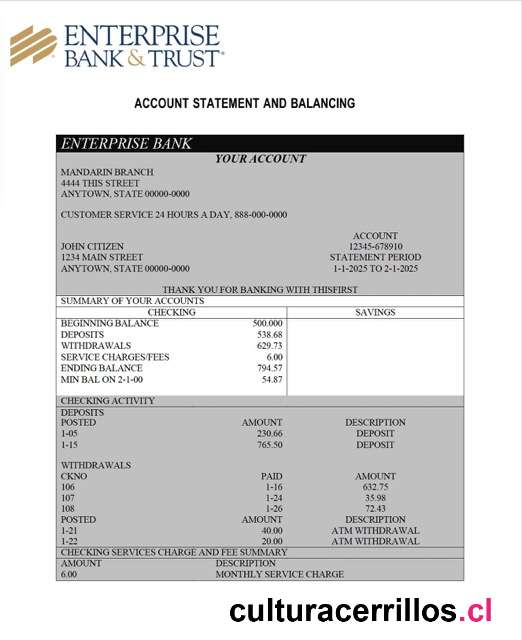 ENTERPRISE
BANK & TRUST
ACCOUNT STATEMENT AND BALANCING
ENTERPRISE BANK
YOUR ACCOUNT
MANDARIN BRANCH
4444 THIS STREET
ANYTOWN, STATE 00000-0000
CUSTOMER SERVICE 24 HOURS A DAY, 888-000-0000
ACCOUNT
JOHN CITIZEN 12345-678910
1234 MAIN STREET STATEMENT PERIOD
ANYTOWN, STATE 00000-0000 1-1-2025 TO 2-1-2025
THANK YOU FOR BANKING WITH THISFIRST
SUMMARY OF YOUR ACCOUNTS
CHECKING SAVINGS
BEGINNING BALANCE 500.000
DEPOSITS 538.68
WITHDRAWALS 629.73
SERVICE CHARGES/FEES 6.00
ENDING BALANCE 794.57
MIN BAL ON 2-1-00 54.87
CHECKING ACTIVITY
DEPOSITS
POSTED AMOUNT DESCRIPTION
1-05 230.66 DEPOSIT
1-15 765.50 DEPOSIT
WITHDRAWALS
CKNO PAID AMOUNT
106 1-16 632.75
107 1-24 35.98
108 1-26 72.43
POSTED AMOUNT DESCRIPTION
1-21 40.00 ATM WITHDRAWAL
1-22 20.00 ATM WITHDRAWAL
CHECKING SERVICES CHARGE AND FEE SUMMARY
AMOUNT DESCRIPTION
6.00 MONTHLY SERVICE CHARGE
culturacerrillos.cl